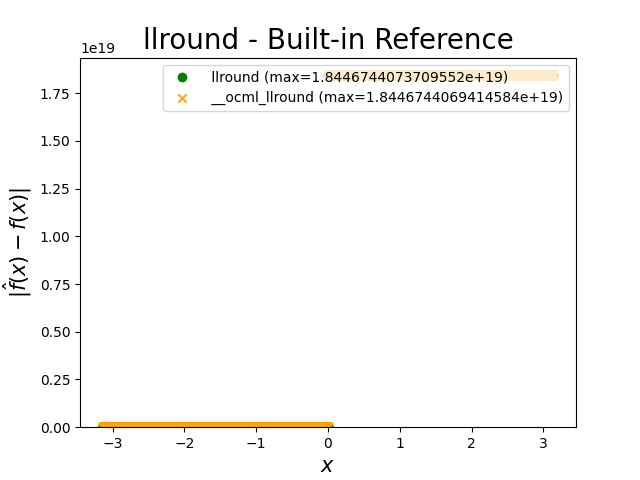 llround - Built-in Reference
1e19
llround (max=1.8446744073709552e+19)
__ocml_llround (max=1.8446744069414584e+19)
1.75
1.50
1.25
1.00
0.75
0.50
0.25
0.00
|f̂(x) − f(x)|
−3 −2 −1 0 1 2 3
x